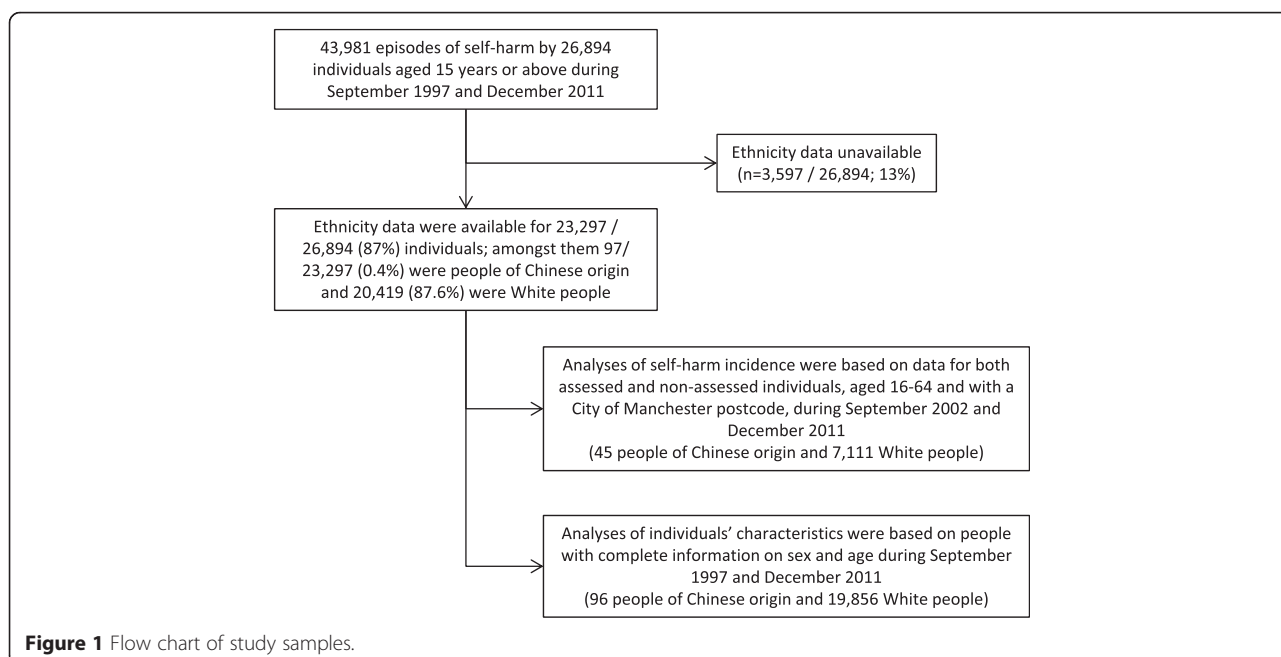 43,981 episodes of self-harm by 26,894
individuals aged 15 years or above during
September 1997 and December 2011
Ethnicity data unavailable
(n=3,597 / 26,894; 13%)
Ethnicity data were available for 23,297 /
26,894 (87%) individuals; amongst them 97/
23,297 (0.4%) were people of Chinese origin
and 20,419 (87.6%) were White people
Analyses of self-harm incidence were based on data for both
assessed and non-assessed individuals, aged 16-64 and with a
City of Manchester postcode, during September 2002 and
December 2011
(45 people of Chinese origin and 7,111 White people)
Analyses of individuals’ characteristics were based on people
with complete information on sex and age during September
1997 and December 2011
(96 people of Chinese origin and 19,856 White people)
Figure 1 Flow chart of study samples.